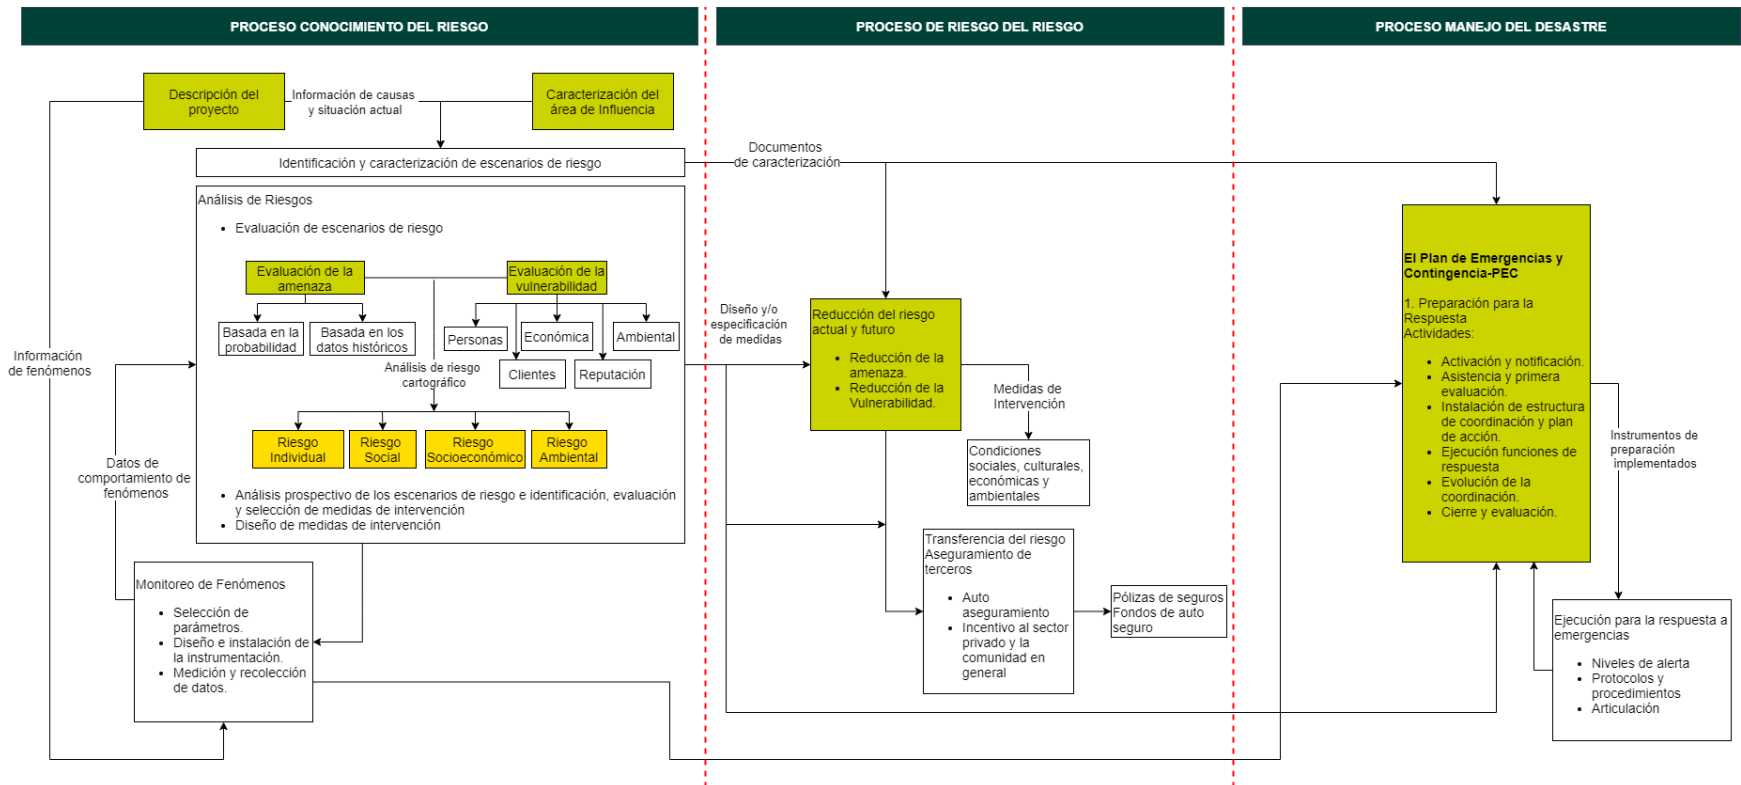 PROCESO CONOCIMIENTO DEL RIESGO
PROCESO DE RIESGO DEL RIESGO
PROCESO MANEJO DEL DESASTRE
Descripción del
proyecto
Información de causas
y situación actual
Caracterización del
área de Influencia
Identificación y caracterización de escenarios de riesgo
Documentos
de caracterización
Análisis de Riesgos
• Evaluación de escenarios de riesgo
Evaluación de la
amenaza
Evaluación de la
vulnerabilidad
Basada en la
probabilidad
Basada en los
datos históricos
Personas
Económica
Ambiental
Clientes
Reputación
Análisis de riesgo
cartográfico
Riesgo
Individual
Riesgo
Social
Riesgo
Socioeconómico
Riesgo
Ambiental
• Análisis prospectivo de los escenarios de riesgo e identificación, evaluación
y selección de medidas de intervención
• Diseño de medidas de intervención
Información
de fenómenos
Datos de
comportamiento de
fenómenos
Monitoreo de Fenómenos
• Selección de
parámetros.
• Diseño e instalación de
la instrumentación.
• Medición y recolección
de datos.
Diseño y/o
especificación
de medidas
Reducción del riesgo
actual y futuro
• Reducción de la
amenaza.
• Reducción de la
Vulnerabilidad.
Medidas de
Intervención
Condiciones
sociales, culturales,
económicas y
ambientales
Transferencia del riesgo
Aseguramiento de
terceros
• Auto
aseguramiento
• Incentivo al sector
privado y la
comunidad en
general
Pólizas de seguros
Fondos de auto
seguro
El Plan de Emergencias y
Contingencia-PEC
1. Preparación para la
Respuesta
Actividades:
• Activación y notificación.
• Asistencia y primera
evaluación.
• Instalación de estructura
de coordinación y plan
de acción.
• Ejecución funciones de
respuesta
• Evolución de la
coordinación.
• Cierre y evaluación.
Instrumentos de
preparación
implementados
Ejecución para la respuesta a
emergencias
• Niveles de alerta
• Protocolos y
procedimientos
• Articulación